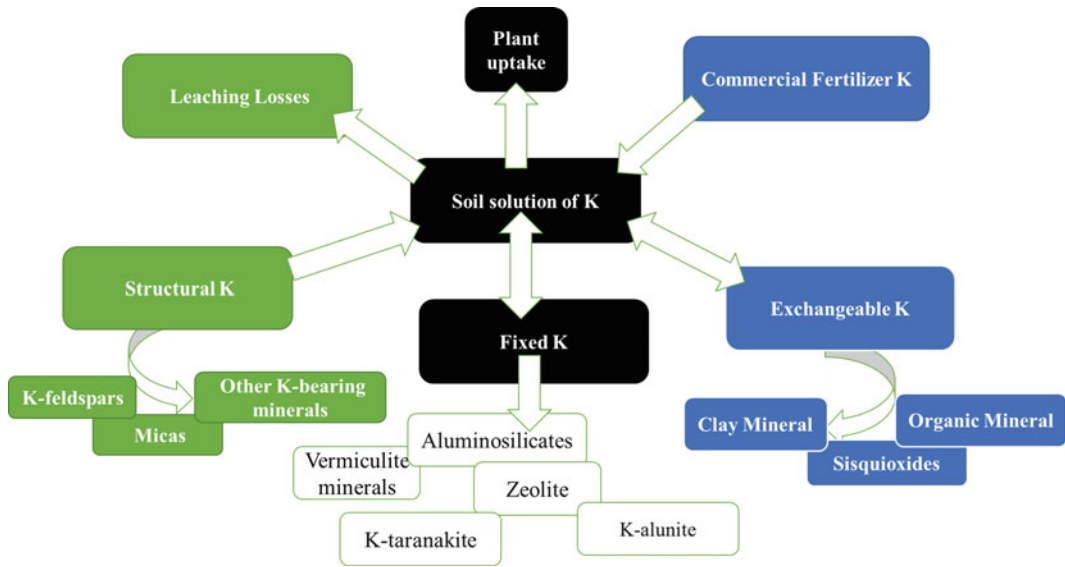 Plant
uptake
Leaching Losses
Commercial Fertilizer K
Soil solution of K
Structural K
Exchangeable K
Fixed K
K-feldspars
Other K-bearing
minerals
Micas
Clay Mineral
Organic Mineral
Sisquioxides
Aluminosilicates
Vermiculite
minerals
Zeolite
K-taranakite
K-alunite